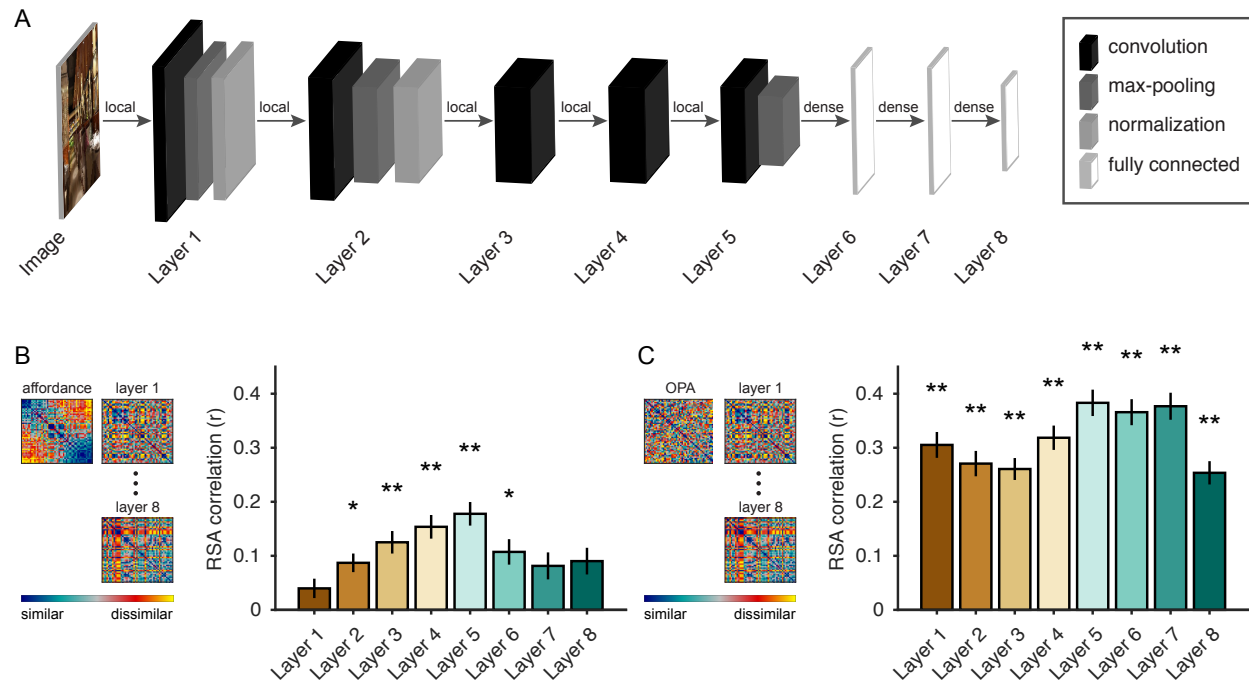 A
convolution
max-pooling
normalization
fully connected
local
local
local
local
local
dense
dense
dense
Image
Layer 1
Layer 2
Layer 3
Layer 4
Layer 5
Layer 6
Layer 7
Layer 8
B
affordance
layer 1
layer 8
similar
dissimilar
RSA correlation (r)
0.4
0.3
0.2
0.1
0
*
**
**
**
*
Layer 1
Layer 2
Layer 3
Layer 4
Layer 5
Layer 6
Layer 7
Layer 8
C
OPA
layer 1
layer 8
similar
dissimilar
RSA correlation (r)
0.4
0.3
0.2
0.1
0
**
**
**
**
**
**
**
**
Layer 1
Layer 2
Layer 3
Layer 4
Layer 5
Layer 6
Layer 7
Layer 8